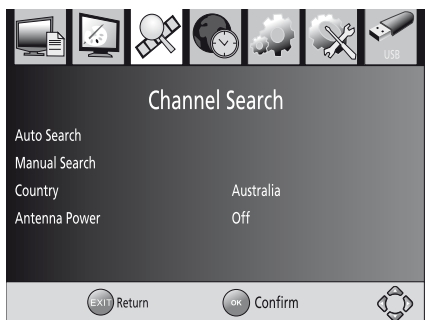 USB
Channel Search
Auto Search
Manual Search
Country Australia
Antenna Power Off
EXIT Return OK Confirm